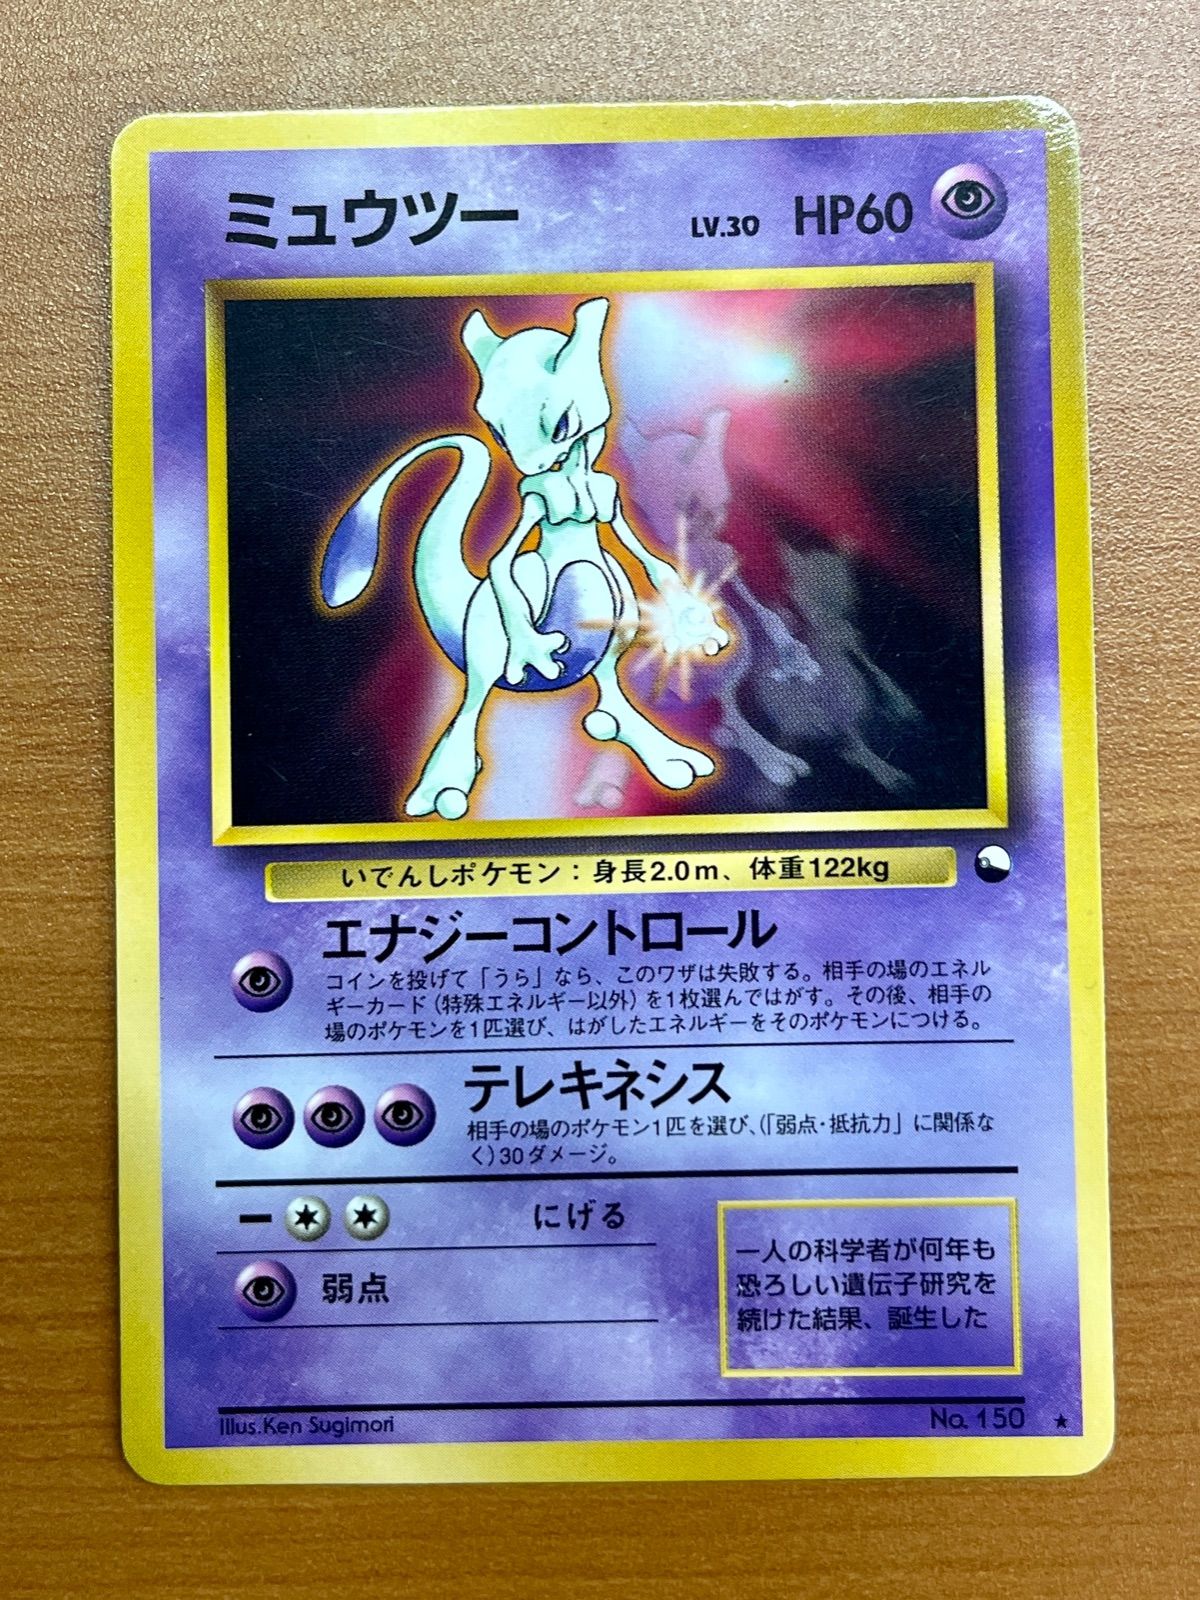 ミュウツー LV.30 HP60
いでんしポケモン：身長2.0m、体重122kg
エナジーコントロール
コインを投げて「うら」なら、このワザは失敗する。相手の場のエネル
ギーカード（特殊エネルギー以外）を1枚選んではがす。その後、相手の
場のポケモンを1匹選び、はがしたエネルギーをそのポケモンにつける。
テレキネシス
相手の場のポケモン1匹を選び、（「弱点・抵抗力」に関係な
く）30ダメージ。
ー にげる
弱点
一人の科学者が何年も
恐ろしい遺伝子研究を
続けた結果、誕生した
Illus.Ken Sugimori No.150 ★